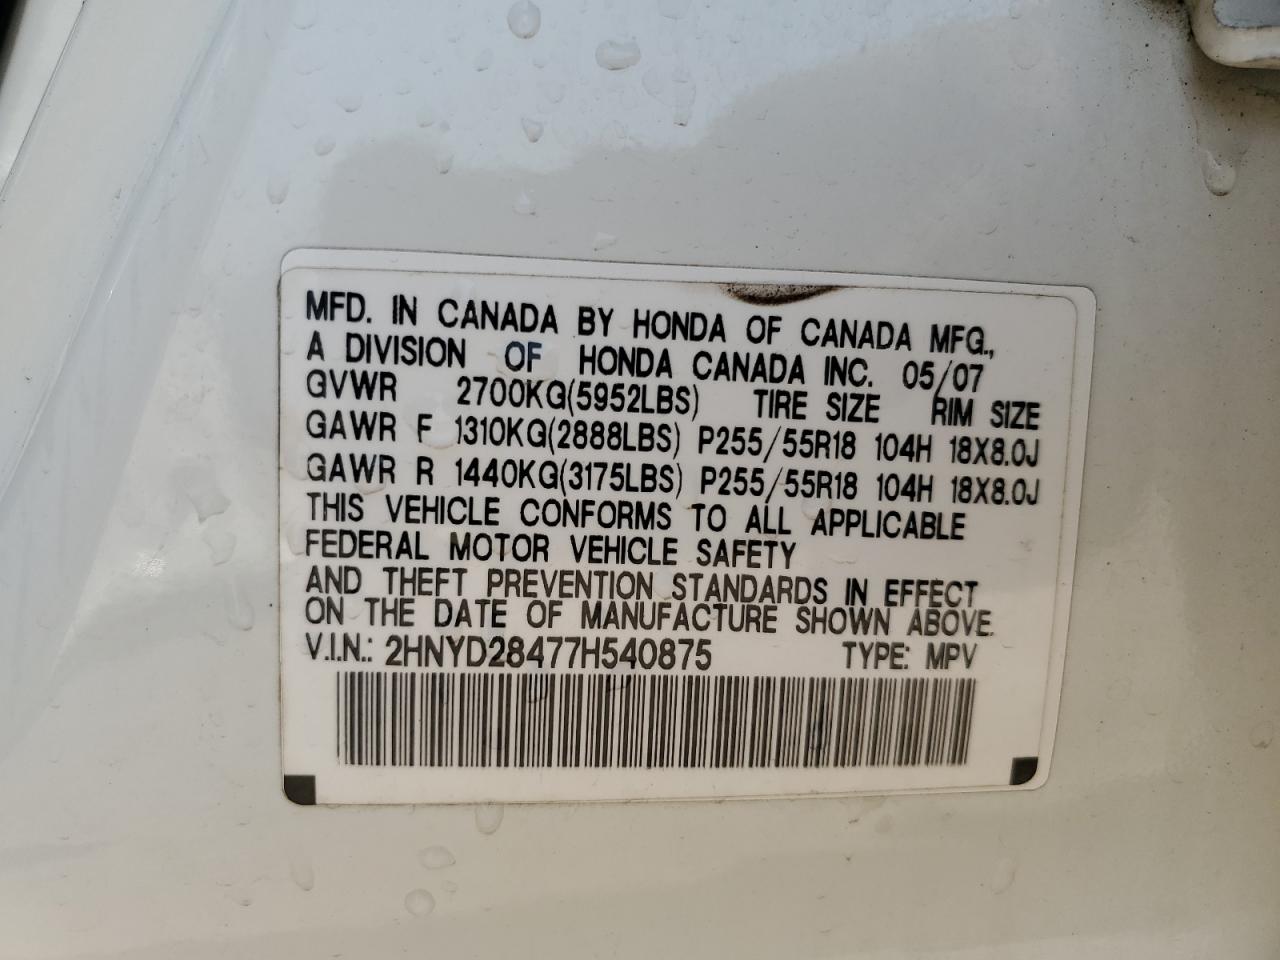 MFD. IN CANADA BY HONDA OF CANADA MFG.,
A DIVISION OF HONDA CANADA INC. 05/07
GVWR 2700KG(5952LBS) TIRE SIZE RIM SIZE
GAWR F 1310KG(2888LBS) P255/55R18 104H 18X8.0J
GAWR R 1440KG(3175LBS) P255/55R18 104H 18X8.0J
THIS VEHICLE CONFORMS TO ALL APPLICABLE
FEDERAL MOTOR VEHICLE SAFETY
AND THEFT PREVENTION STANDARDS IN EFFECT
ON THE DATE OF MANUFACTURE SHOWN ABOVE.
V.I.N.: 2HNYD28477H540875 TYPE: MPV